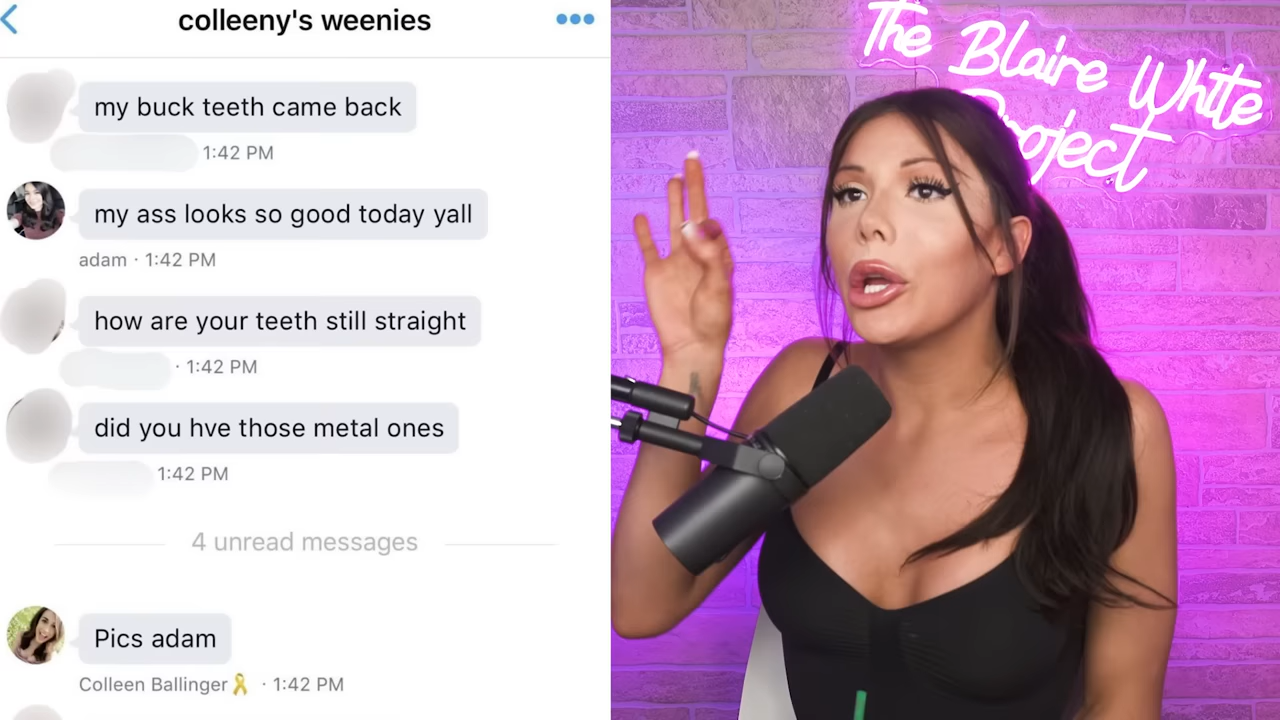 colleeny's weenies
my buck teeth came back
1:42 PM
my ass looks so good today yall
adam · 1:42 PM
how are your teeth still straight
· 1:42 PM
did you hve those metal ones
1:42 PM
4 unread messages
Pics adam
Colleen Ballinger🎗️ · 1:42 PM
The Blaire White
Project